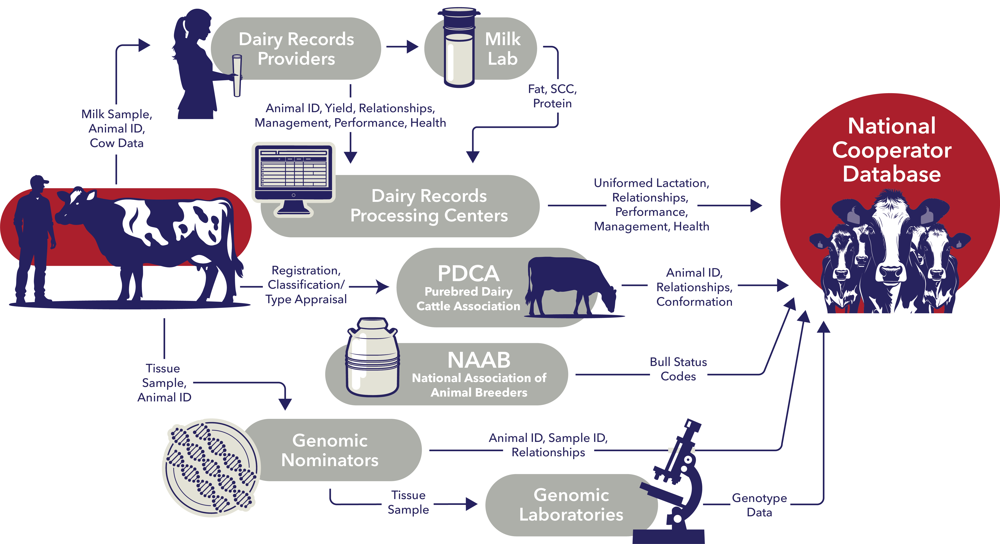 Dairy Records
Providers
Milk
Lab
Milk Sample,
Animal ID,
Cow Data
Animal ID, Yield, Relationships,
Management, Performance, Health
Fat, SCC,
Protein
Dairy Records
Processing Centers
Uniformed Lactation,
Relationships,
Performance,
Management, Health
National
Cooperator
Database
Registration,
Classification/
Type Appraisal
PDCA
Purebred Dairy
Cattle Association
Animal ID,
Relationships,
Conformation
NAAB
National Association of
Animal Breeders
Bull Status
Codes
Tissue
Sample,
Animal ID
Genomic
Nominators
Animal ID, Sample ID,
Relationships
Tissue
Sample
Genomic
Laboratories
Genotype
Data